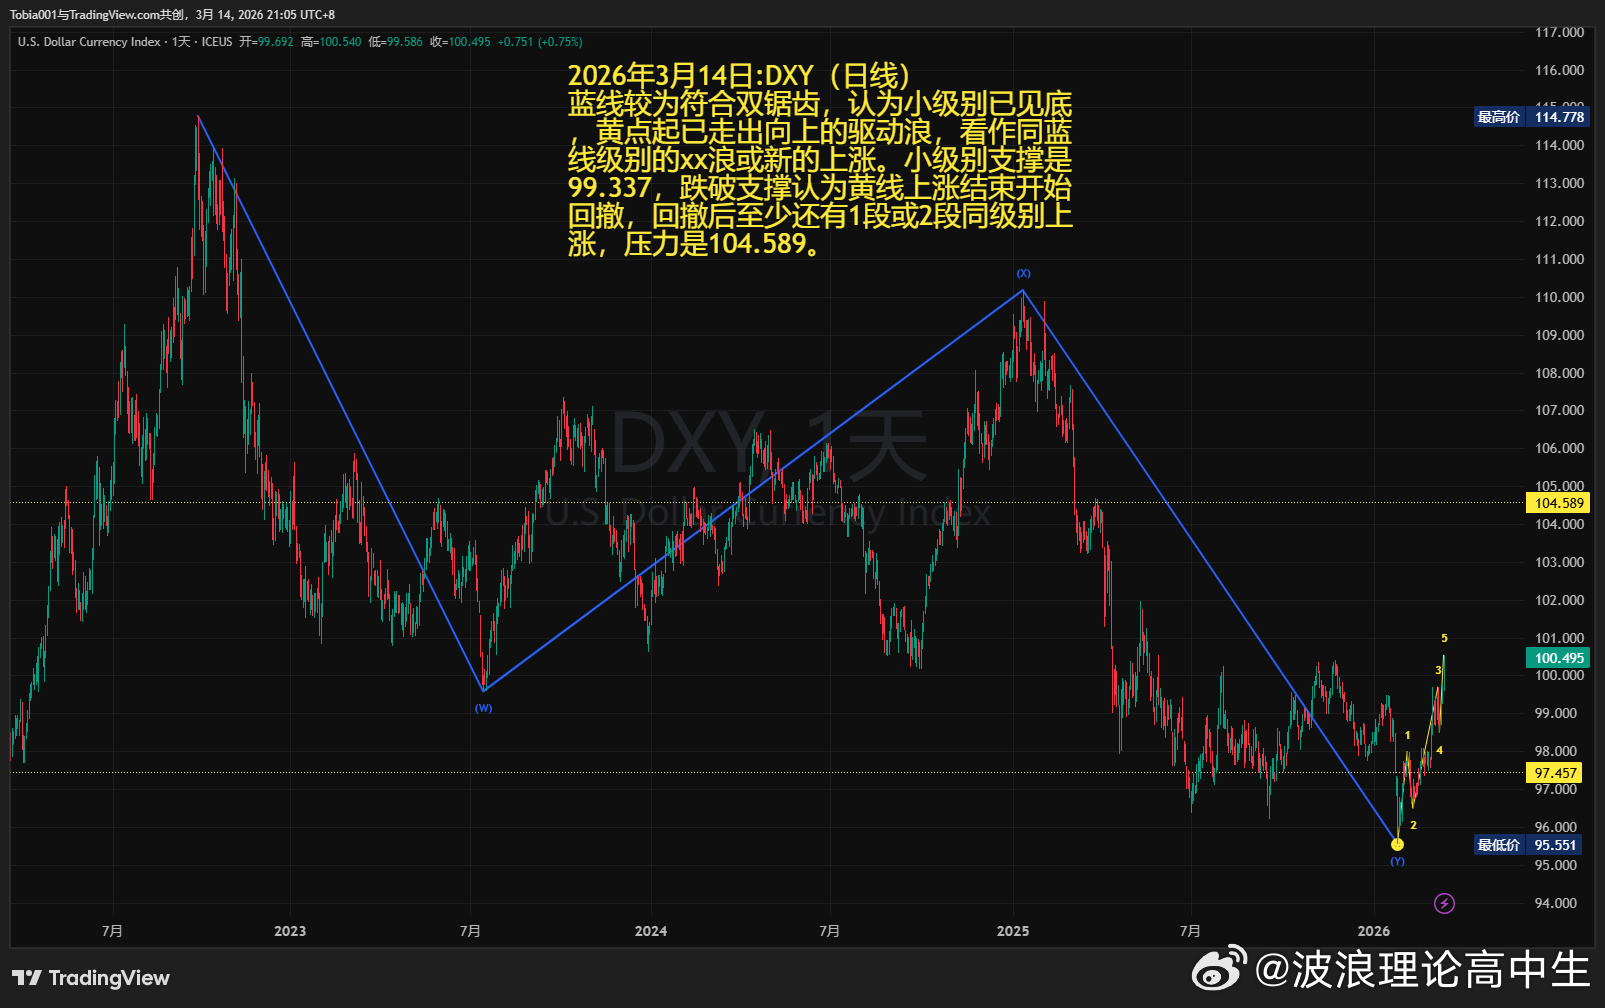 Tobia001与TradingView.com共创，3月 14, 2026 21:05 UTC+8
U.S. Dollar Currency Index · 1天 · ICEUS 开=99.692 高=100.540 低=99.586 收=100.495 +0.751 (+0.75%)
2026年3月14日:DXY（日线）
蓝线较为符合双锯齿，认为小级别已见底
，黄点起已走出向上的驱动浪，看作同蓝
线级别的xx浪或新的上涨。小级别支撑是
99.337，跌破支撑认为黄线上涨结束开始
回撤，回撤后至少还有1段或2段同级别上
涨，压力是104.589。
DXY, 1天
U.S. Dollar Currency Index
(X)
(W)
(Y)
1
2
3
4
5
117.000
116.000
115.000
最高价 114.778
114.000
113.000
112.000
111.000
110.000
109.000
108.000
107.000
106.000
105.000
104.589
104.000
103.000
102.000
101.000
100.495
100.000
99.000
98.000
97.457
97.000
96.000
最低价 95.551
95.000
94.000
7月 2023 7月 2024 7月 2025 7月 2026
TradingView
@波浪理论高中生